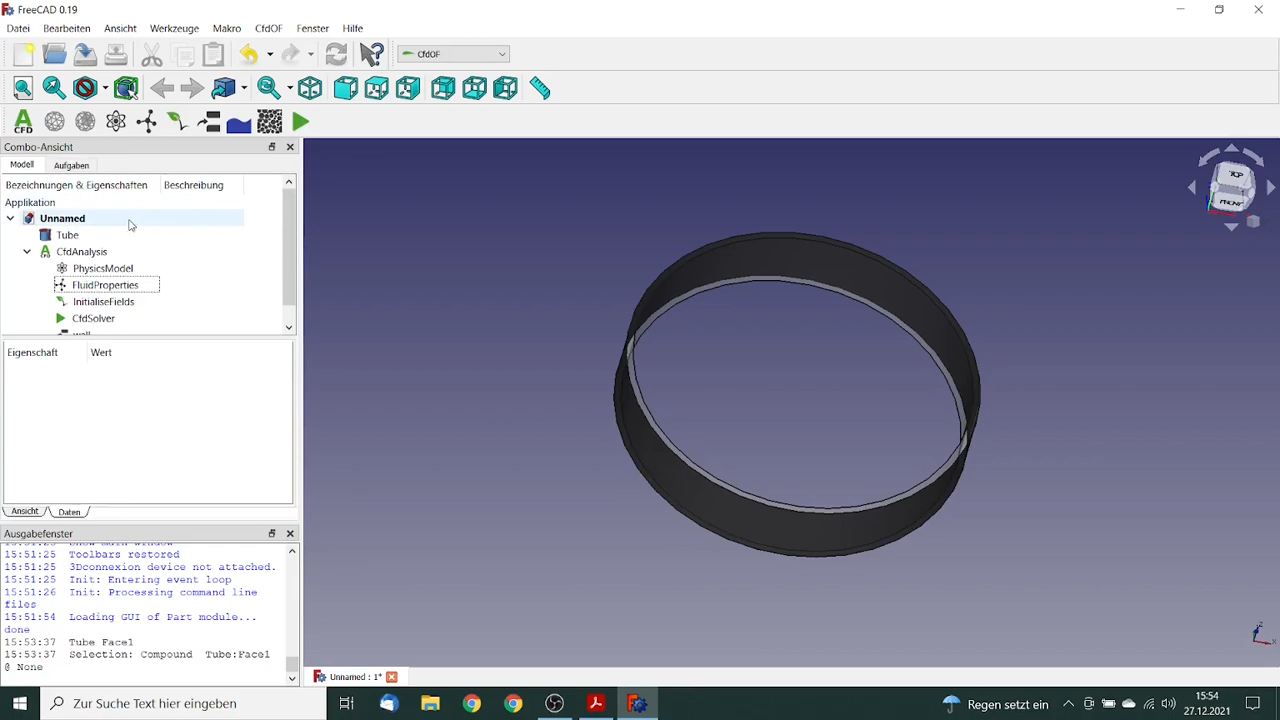 FreeCAD 0.19
Datei Bearbeiten Ansicht Werkzeuge Makro CfdOF Fenster Hilfe
CfdOF
A CFD
Combo-Ansicht
Modell Aufgaben
Bezeichnungen & Eigenschaften Beschreibung
Applikation
Unnamed
Tube
A CfdAnalysis
PhysicsModel
FluidProperties
InitialiseFields
CfdSolver
Eigenschaft Wert
Ansicht Daten
Ausgabefenster
15:51:25 Toolbars restored
15:51:25 3Dconnexion device not attached.
15:51:25 Init: Entering event loop
15:51:26 Init: Processing command line
files
15:51:54 Loading GUI of Part module...
done
15:53:37 Tube Face1
15:53:37 Selection: Compound Tube:Face1
@ None
TOP
FRONT
Z
X
Unnamed : 1*
Zur Suche Text hier eingeben
Regen setzt ein
15:54
27.12.2021